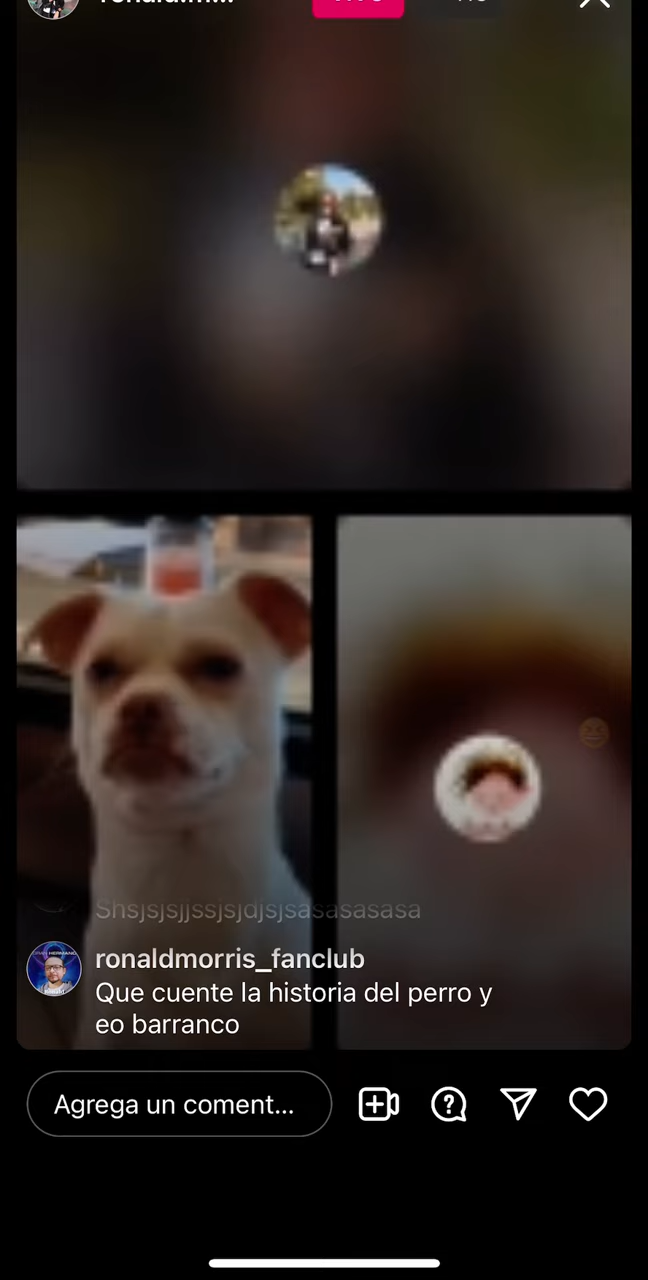 Shsjsjsjjssjsjdjsjsasasasasa
ronaldmorris_fanclub
Que cuente la historia del perro y
eo barranco
Agrega un coment...